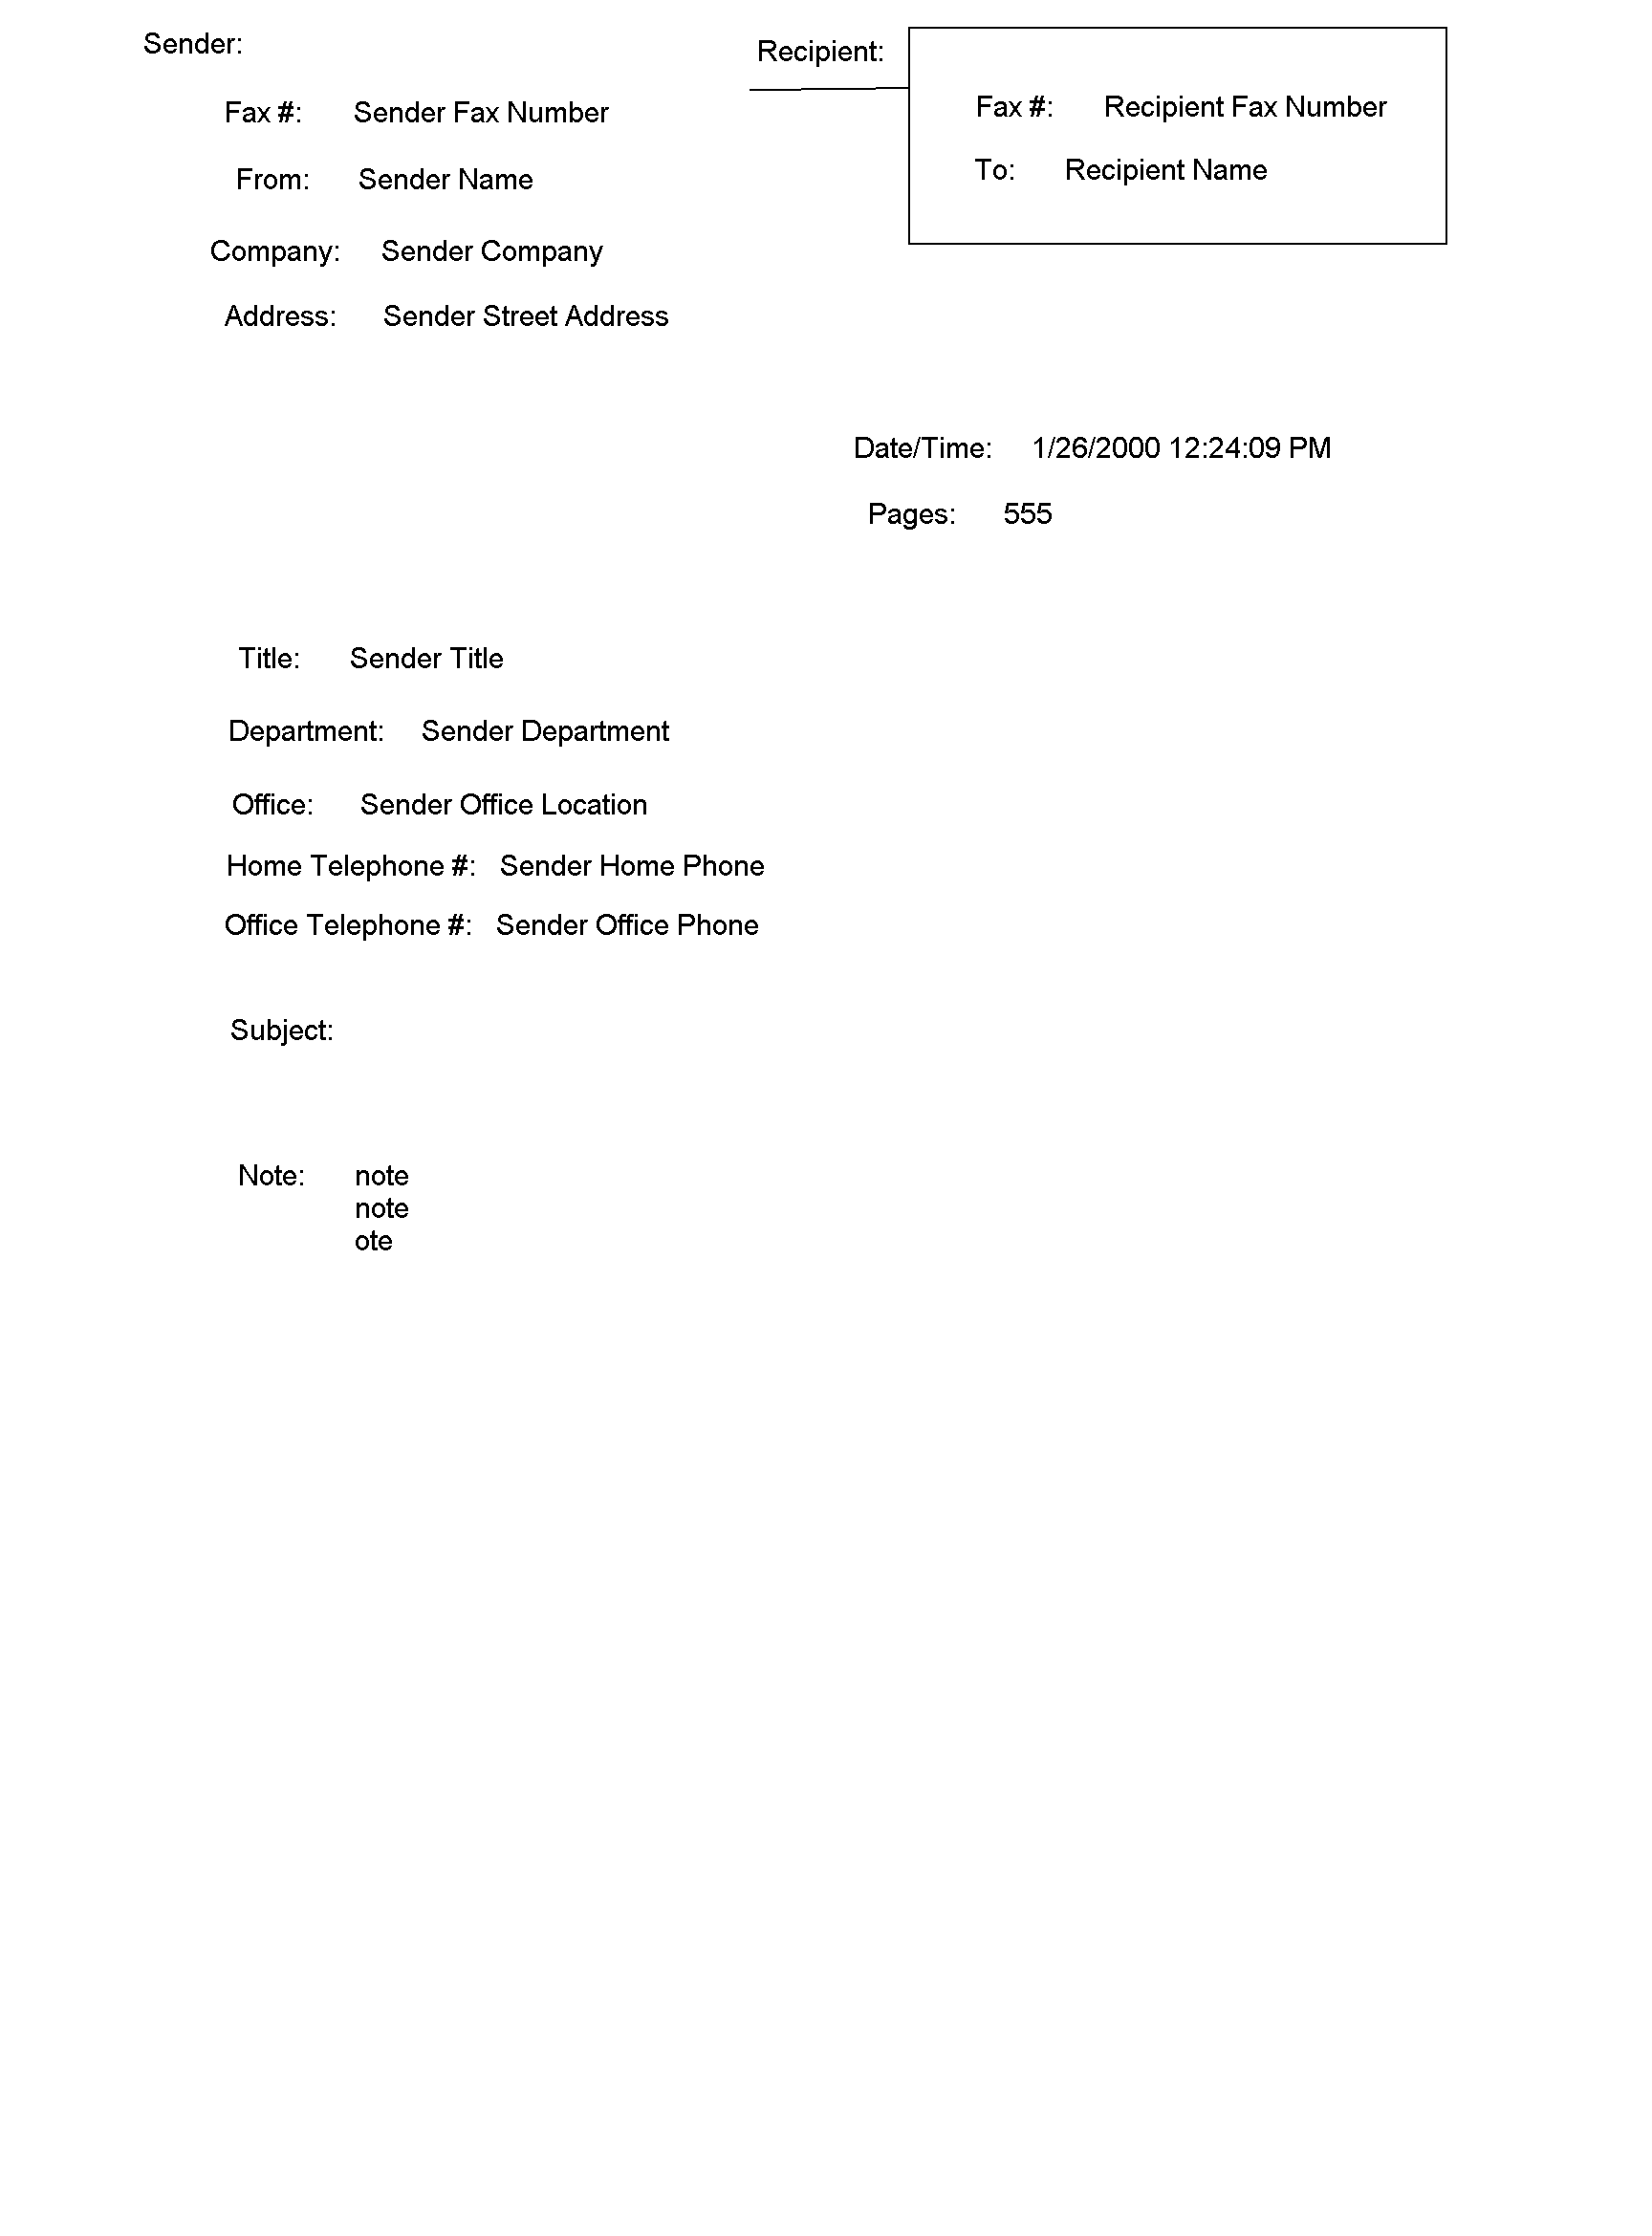 Sender:
Fax #: Sender Fax Number
From: Sender Name
Company: Sender Company
Address: Sender Street Address
Recipient:
Fax #: Recipient Fax Number
To: Recipient Name
Date/Time: 1/26/2000 12:24:09 PM
Pages: 555
Title: Sender Title
Department: Sender Department
Office: Sender Office Location
Home Telephone #: Sender Home Phone
Office Telephone #: Sender Office Phone
Subject:
Note: note
note
ote